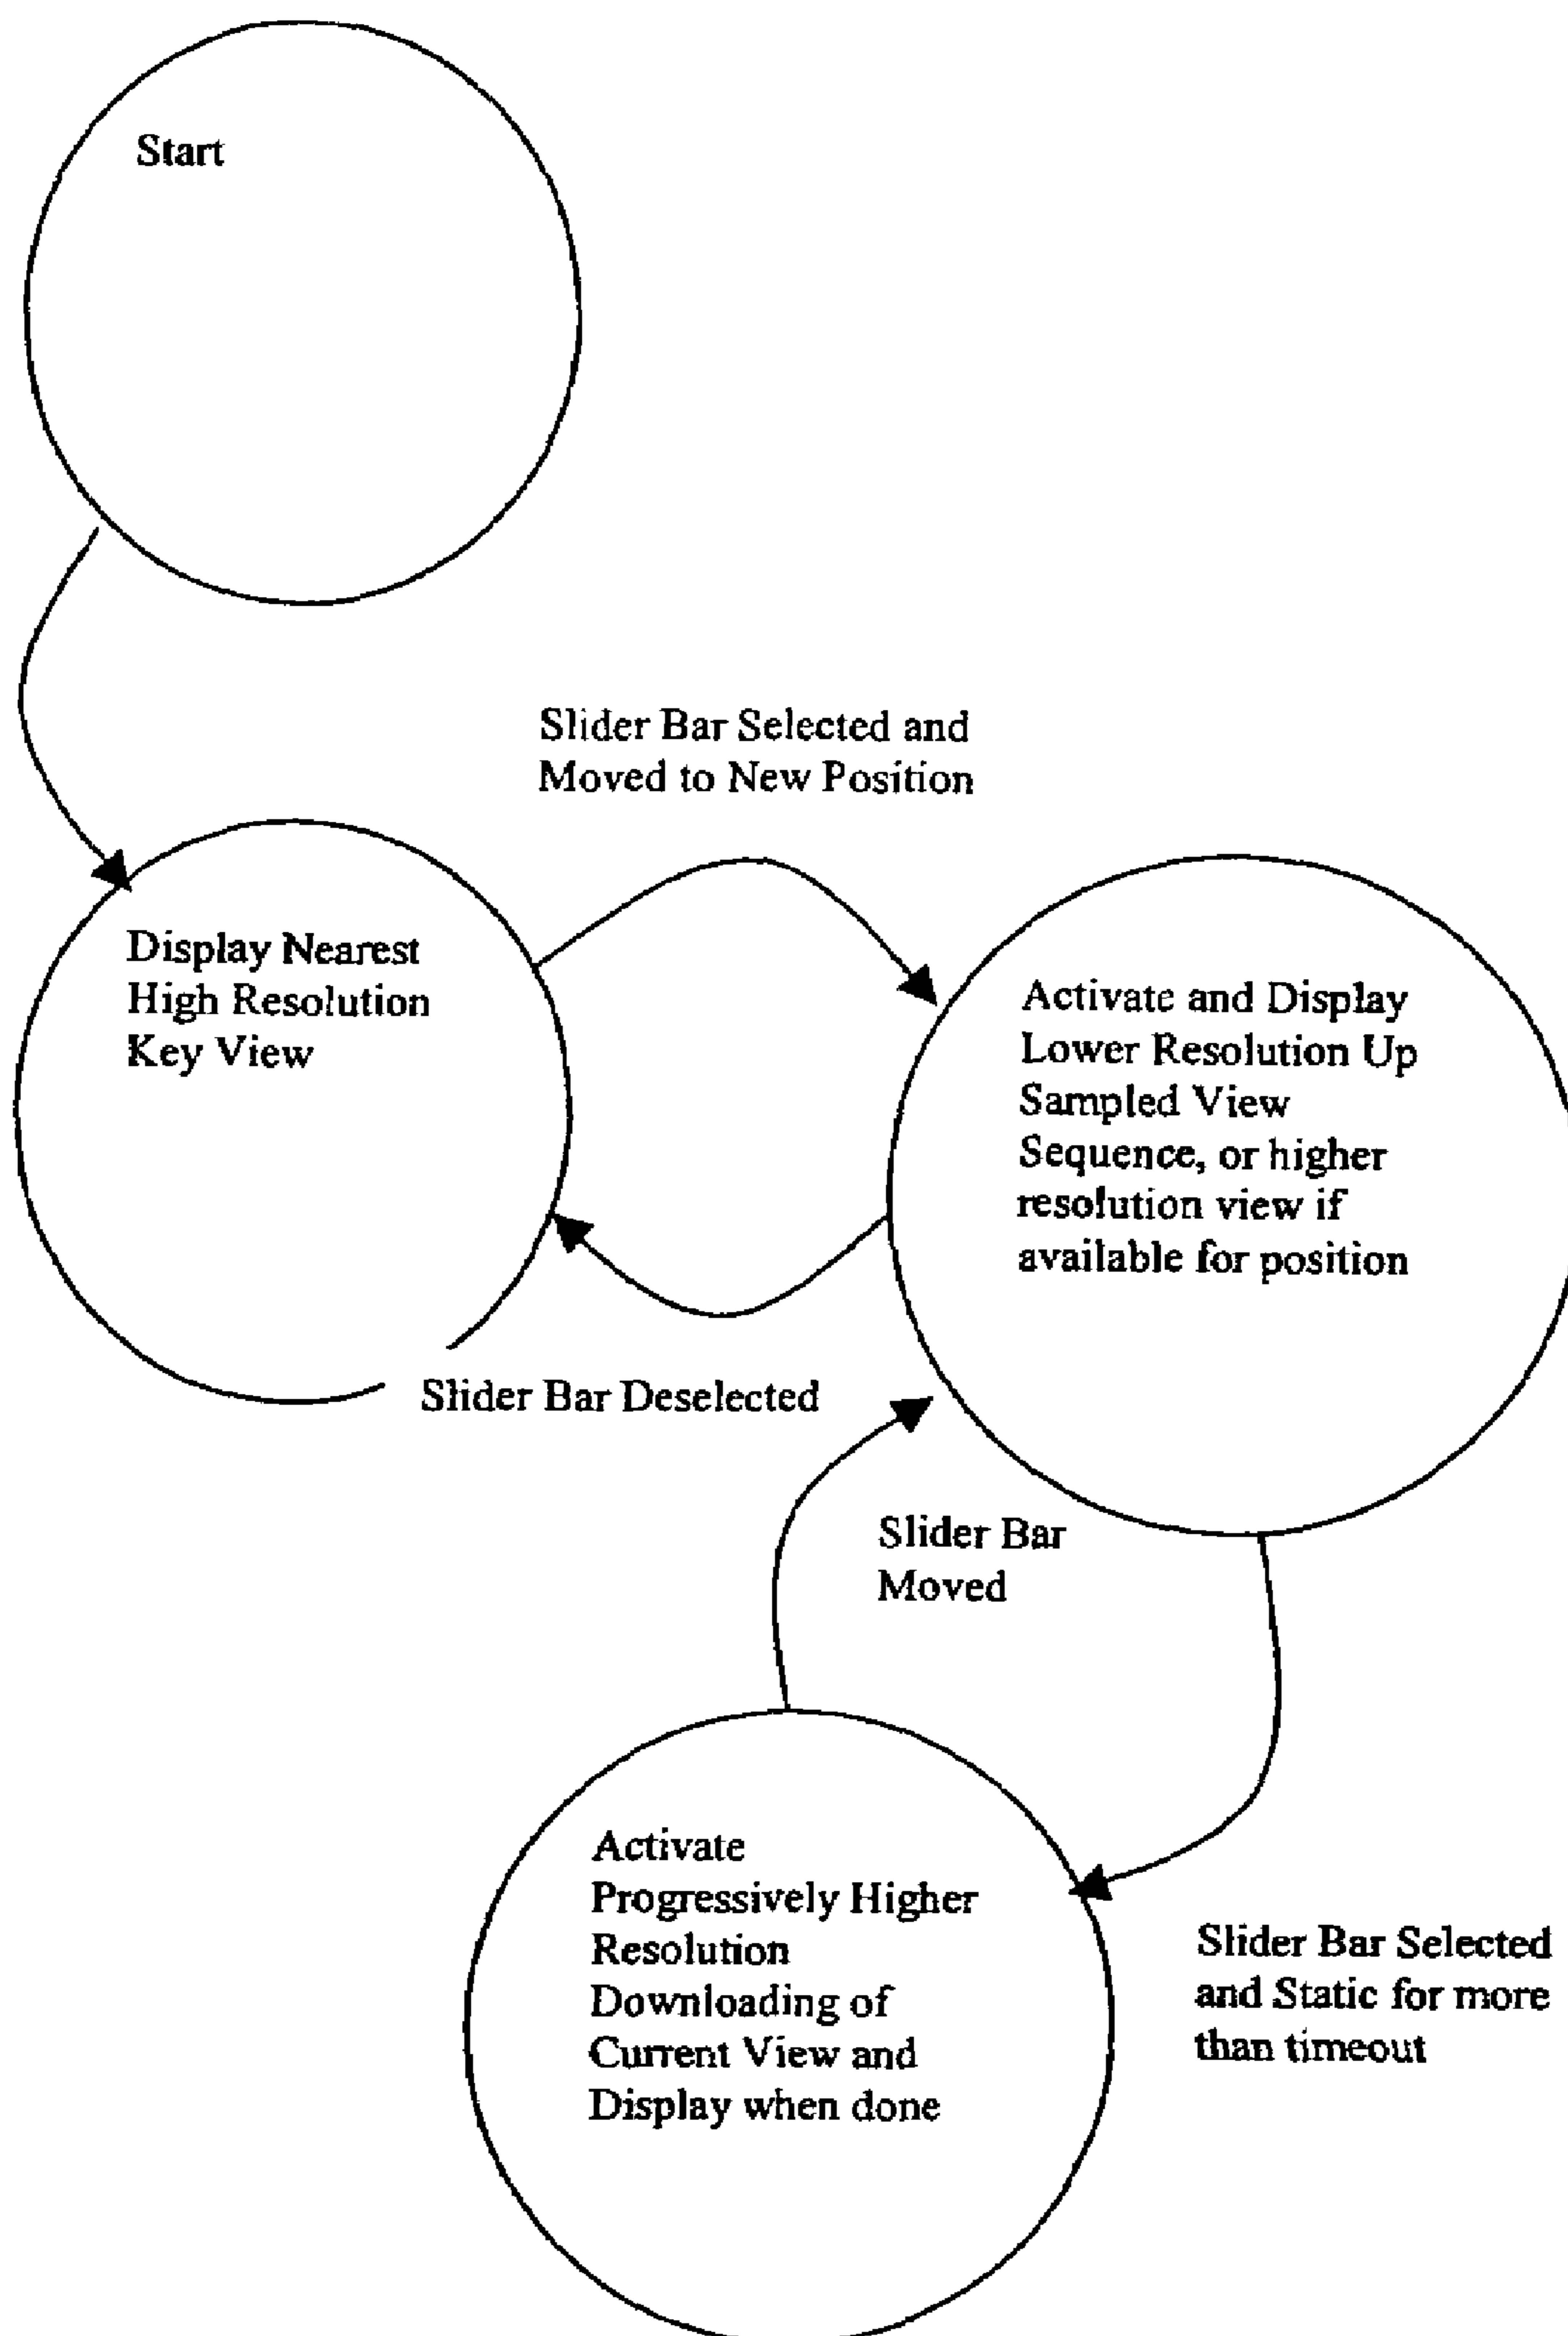 Start
Slider Bar Selected and
Moved to New Position
Display Nearest
High Resolution
Key View
Activate and Display
Lower Resolution Up
Sampled View
Sequence, or higher
resolution view if
available for position
Slider Bar Deselected
Slider Bar
Moved
Activate
Progressively Higher
Resolution
Downloading of
Current View and
Display when done
Slider Bar Selected
and Static for more
than timeout